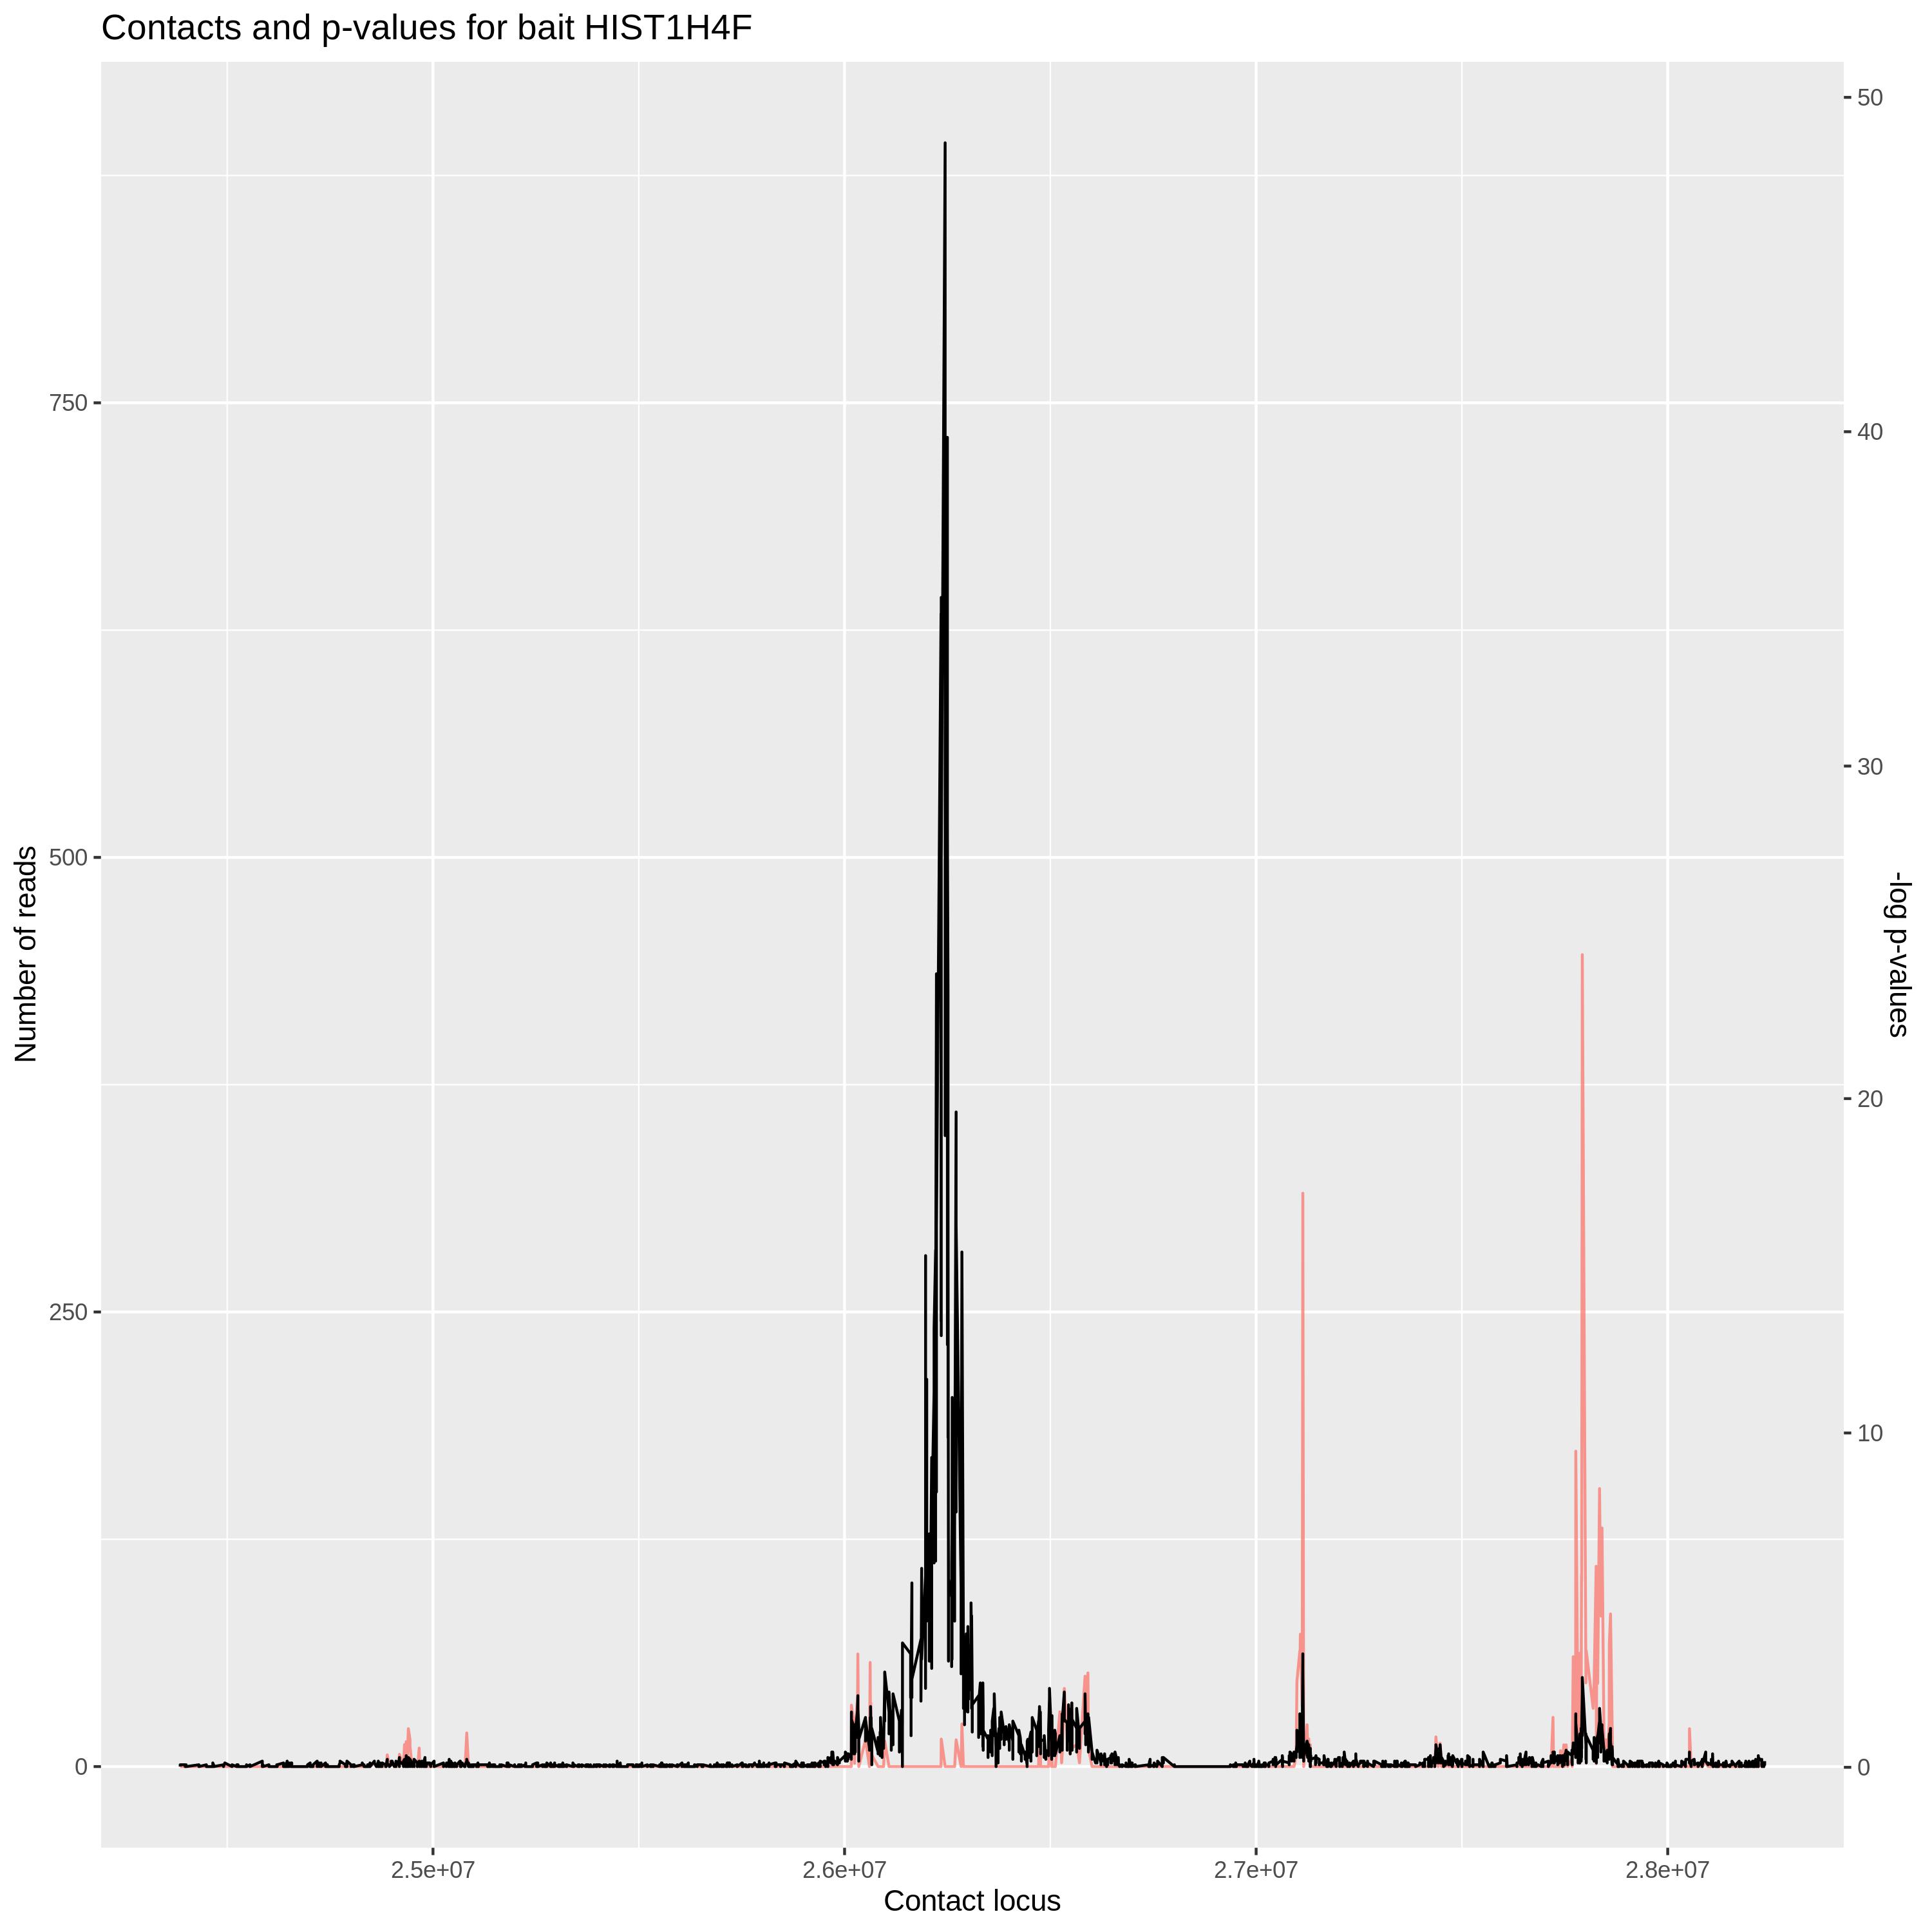 Contacts and p-values for bait HIST1H4F
50
40
30
20
10
0
750
500
250
0
Number of reads
-log p-values
2.5e+07
2.6e+07
2.7e+07
2.8e+07
Contact locus